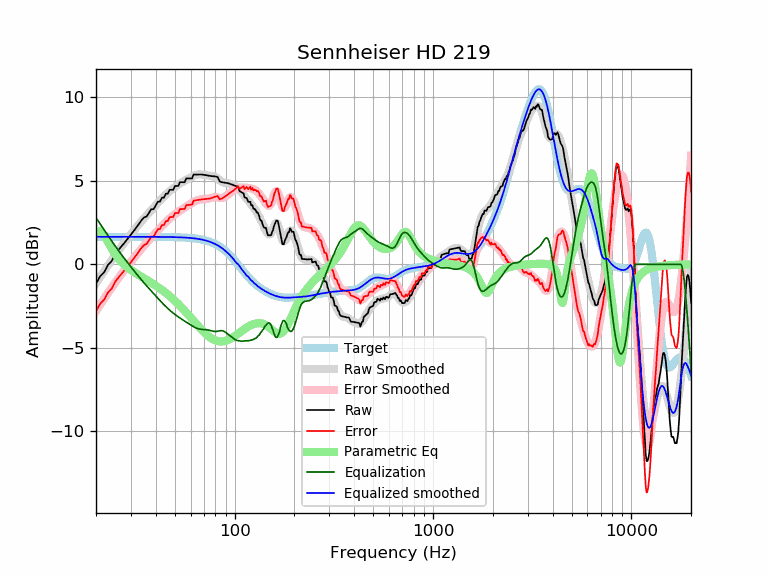 Sennheiser HD 219
Amplitude (dBr)
10
5
0
−5
−10
Target
Raw Smoothed
Error Smoothed
Raw
Error
Parametric Eq
Equalization
Equalized smoothed
100
1000
10000
Frequency (Hz)